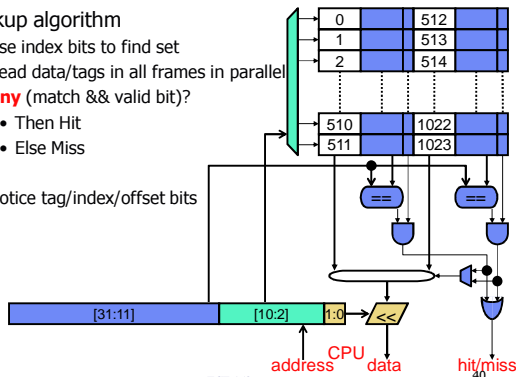 kup algorithm
se index bits to find set
ead data/tags in all frames in parallel
ny (match && valid bit)?
• Then Hit
• Else Miss
otice tag/index/offset bits
0 512
1 513
2 514
510 1022
511 1023
== ==
[31:11] [10:2] 1:0 <<
address CPU data hit/miss
40